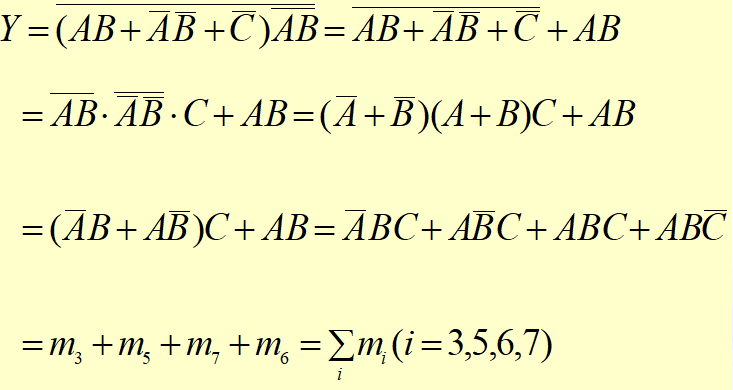 $Y = \overline{(AB + \overline{A}\,\overline{B} + \overline{C})\overline{AB}} = \overline{AB + \overline{A}\,\overline{B} + \overline{C}} + AB$
$= \overline{AB} \cdot \overline{\overline{A}\,\overline{B}} \cdot C + AB = (\overline{A} + \overline{B})(A + B)C + AB$
$= (\overline{A}B + A\overline{B})C + AB = \overline{A}BC + A\overline{B}C + ABC + AB\overline{C}$
$= m_3 + m_5 + m_7 + m_6 = \sum_i m_i (i = 3,5,6,7)$